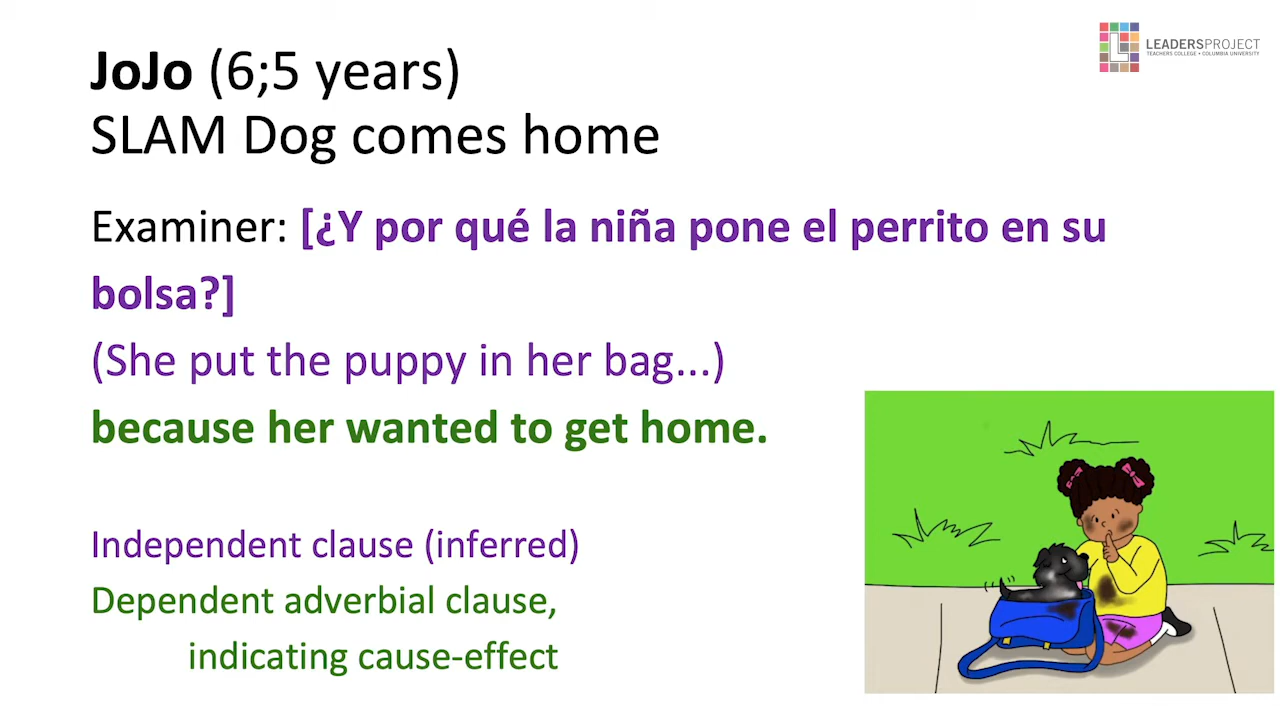 JoJo (6;5 years)
SLAM Dog comes home
LEADERSPROJECT
TEACHERS COLLEGE • COLUMBIA UNIVERSITY
Examiner: [¿Y por qué la niña pone el perrito en su
bolsa?]
(She put the puppy in her bag...)
because her wanted to get home.
Independent clause (inferred)
Dependent adverbial clause,
indicating cause-effect